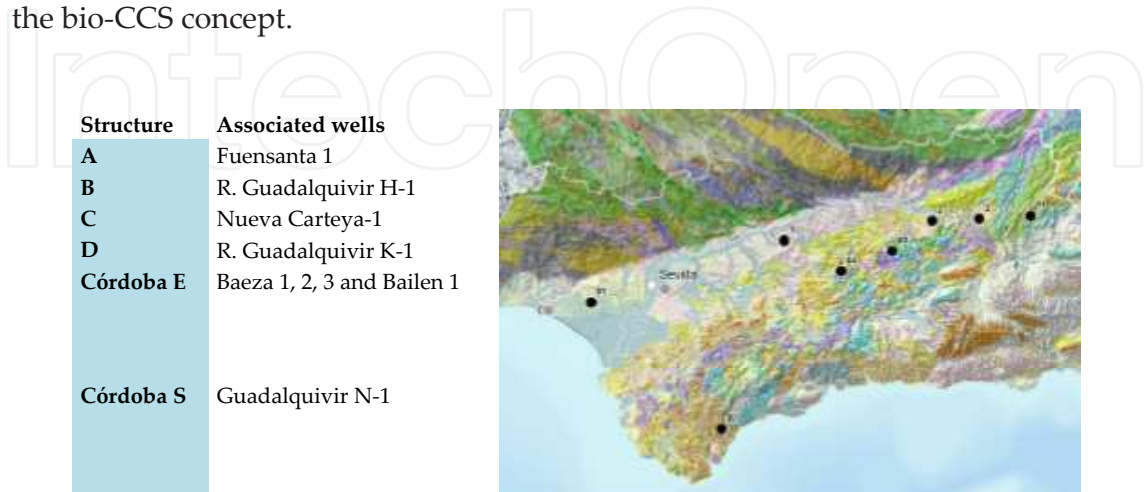 the bio-CCS concept.
IntechOpen
Structure Associated wells
A Fuensanta 1
B R. Guadalquivir H-1
C Nueva Carteya-1
D R. Guadalquivir K-1
Córdoba E Baeza 1, 2, 3 and Bailen 1
Córdoba S Guadalquivir N-1
Sevilla